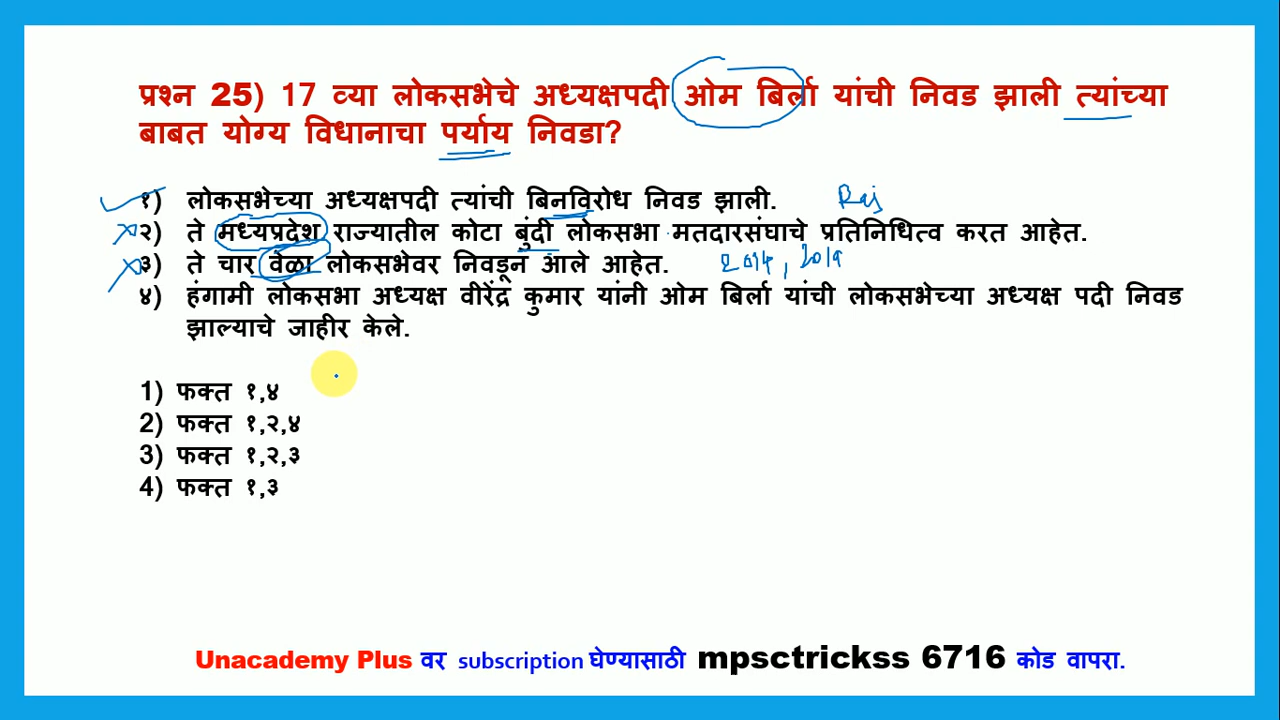 प्रश्न 25) 17 व्या लोकसभेचे अध्यक्षपदी ओम बिर्ला यांची निवड झाली त्यांच्या
बाबत योग्य विधानाचा पर्याय निवडा?
१) लोकसभेच्या अध्यक्षपदी त्यांची बिनविरोध निवड झाली. Raj
२) ते मध्यप्रदेश राज्यातील कोटा बुंदी लोकसभा मतदारसंघाचे प्रतिनिधित्व करत आहेत.
३) ते चार वेळा लोकसभेवर निवडून आले आहेत. 2014, 2019
४) हंगामी लोकसभा अध्यक्ष वीरेंद्र कुमार यांनी ओम बिर्ला यांची लोकसभेच्या अध्यक्ष पदी निवड
झाल्याचे जाहीर केले.
1) फक्त १,४
2) फक्त १,२,४
3) फक्त १,२,३
4) फक्त १,३
Unacademy Plus वर subscription घेण्यासाठी mpsctrickss 6716 कोड वापरा.